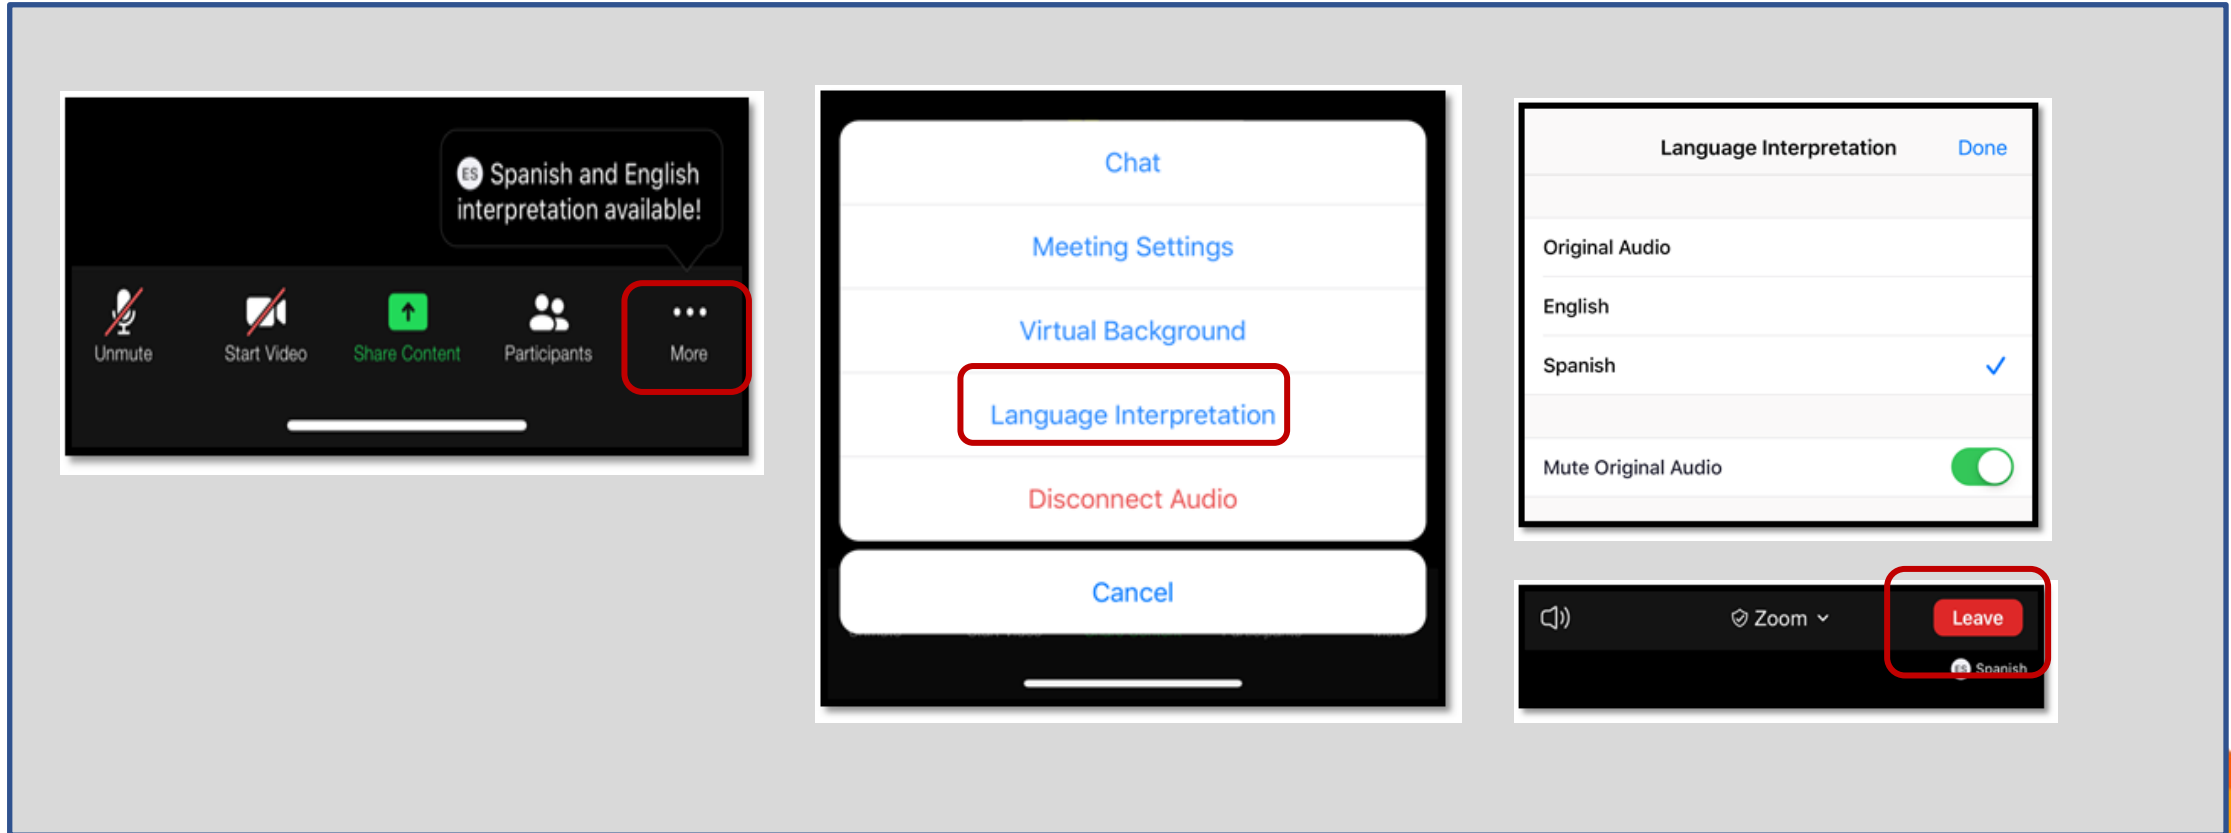 ES Spanish and English
interpretation available!
Unmute
Start Video
Share Content
Participants
More
Chat
Meeting Settings
Virtual Background
Language Interpretation
Disconnect Audio
Cancel
Language Interpretation
Done
Original Audio
English
Spanish
Mute Original Audio
Zoom
Leave
ES Spanish